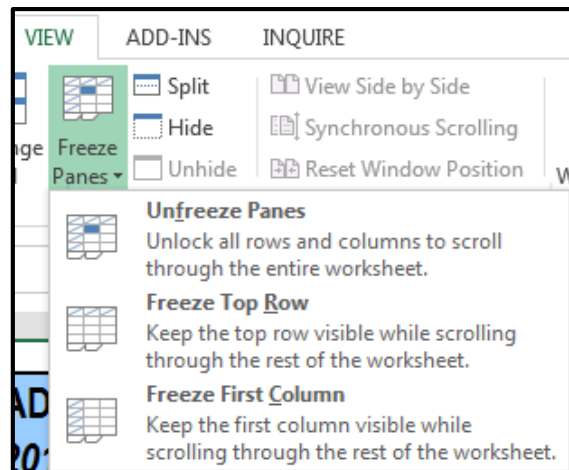 VIEW ADD-INS INQUIRE
Split View Side by Side
Hide Synchronous Scrolling
Freeze
Panes Unhide Reset Window Position
Unfreeze Panes
Unlock all rows and columns to scroll
through the entire worksheet.
Freeze Top Row
Keep the top row visible while scrolling
through the rest of the worksheet.
Freeze First Column
Keep the first column visible while
scrolling through the rest of the worksheet.